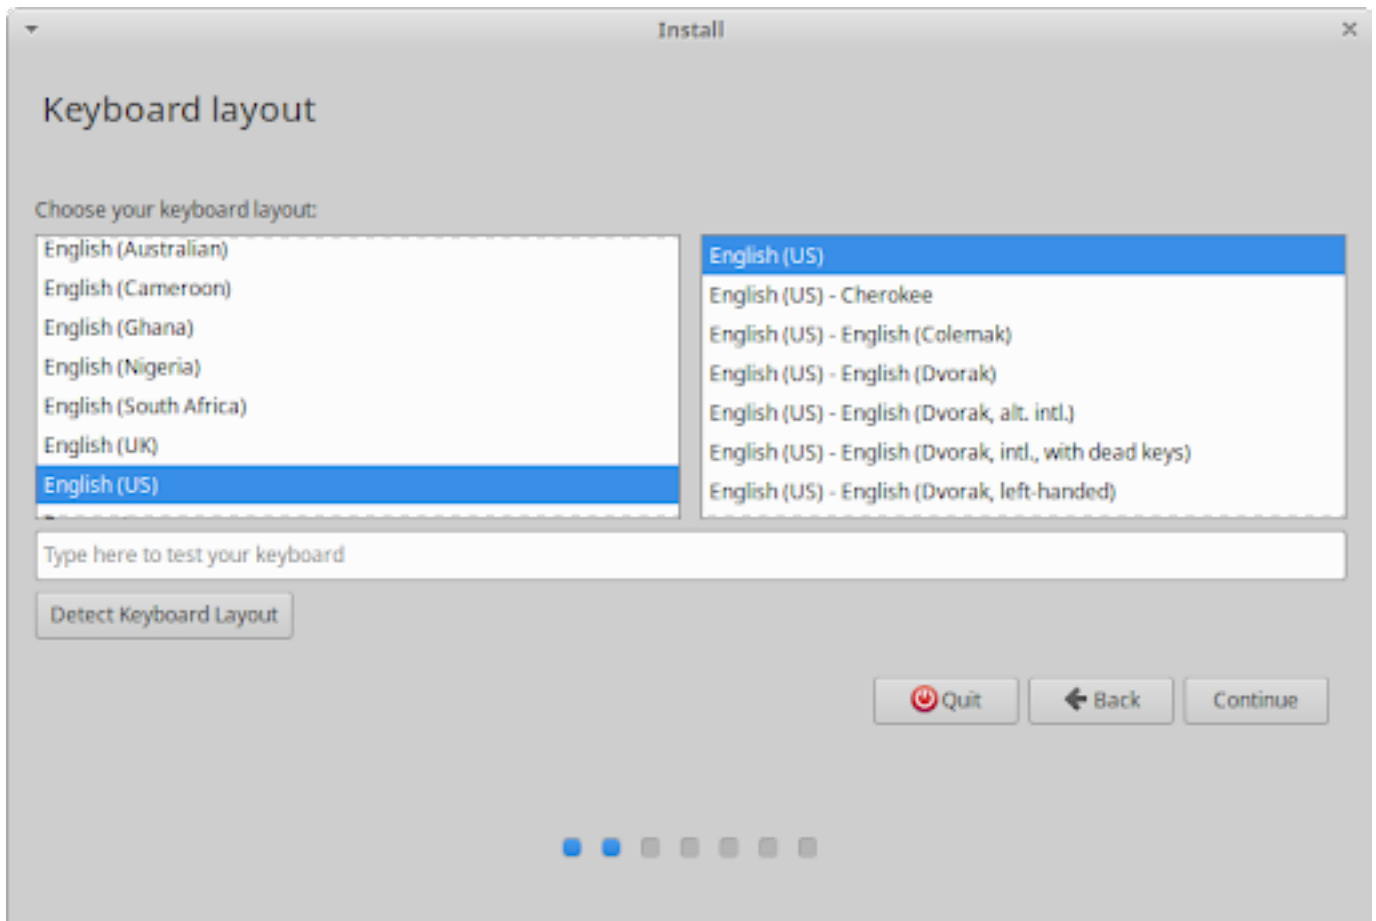 Install
Keyboard layout
Choose your keyboard layout:
English (Australian)
English (Cameroon)
English (Ghana)
English (Nigeria)
English (South Africa)
English (UK)
English (US)
English (US)
English (US) - Cherokee
English (US) - English (Colemak)
English (US) - English (Dvorak)
English (US) - English (Dvorak, alt. intl.)
English (US) - English (Dvorak, intl., with dead keys)
English (US) - English (Dvorak, left-handed)
Type here to test your keyboard
Detect Keyboard Layout
Quit
Back
Continue